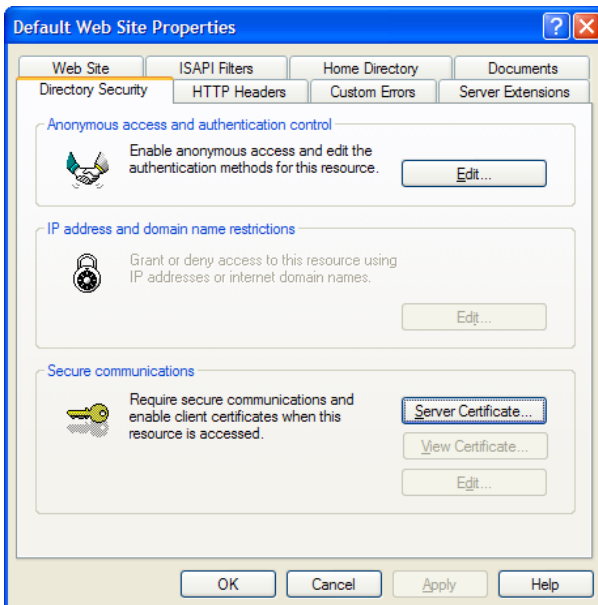 Default Web Site Properties
Web Site ISAPI Filters Home Directory Documents
Directory Security HTTP Headers Custom Errors Server Extensions
Anonymous access and authentication control
Enable anonymous access and edit the
authentication methods for this resource.
Edit...
IP address and domain name restrictions
Grant or deny access to this resource using
IP addresses or internet domain names.
Edit...
Secure communications
Require secure communications and
enable client certificates when this
resource is accessed.
Server Certificate...
View Certificate...
Edit...
OK Cancel Apply Help